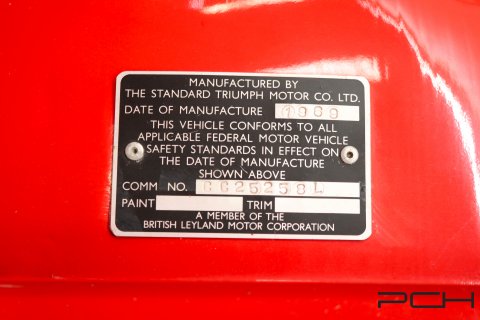 MANUFACTURED BY
THE STANDARD TRIUMPH MOTOR CO. LTD.
DATE OF MANUFACTURE
THIS VEHICLE CONFORMS TO ALL
APPLICABLE FEDERAL MOTOR VEHICLE
SAFETY STANDARDS IN EFFECT ON
THE DATE OF MANUFACTURE
SHOWN ABOVE
COMM NO.
PAINT TRIM
A MEMBER OF THE
BRITISH LEYLAND MOTOR CORPORATION
PCH